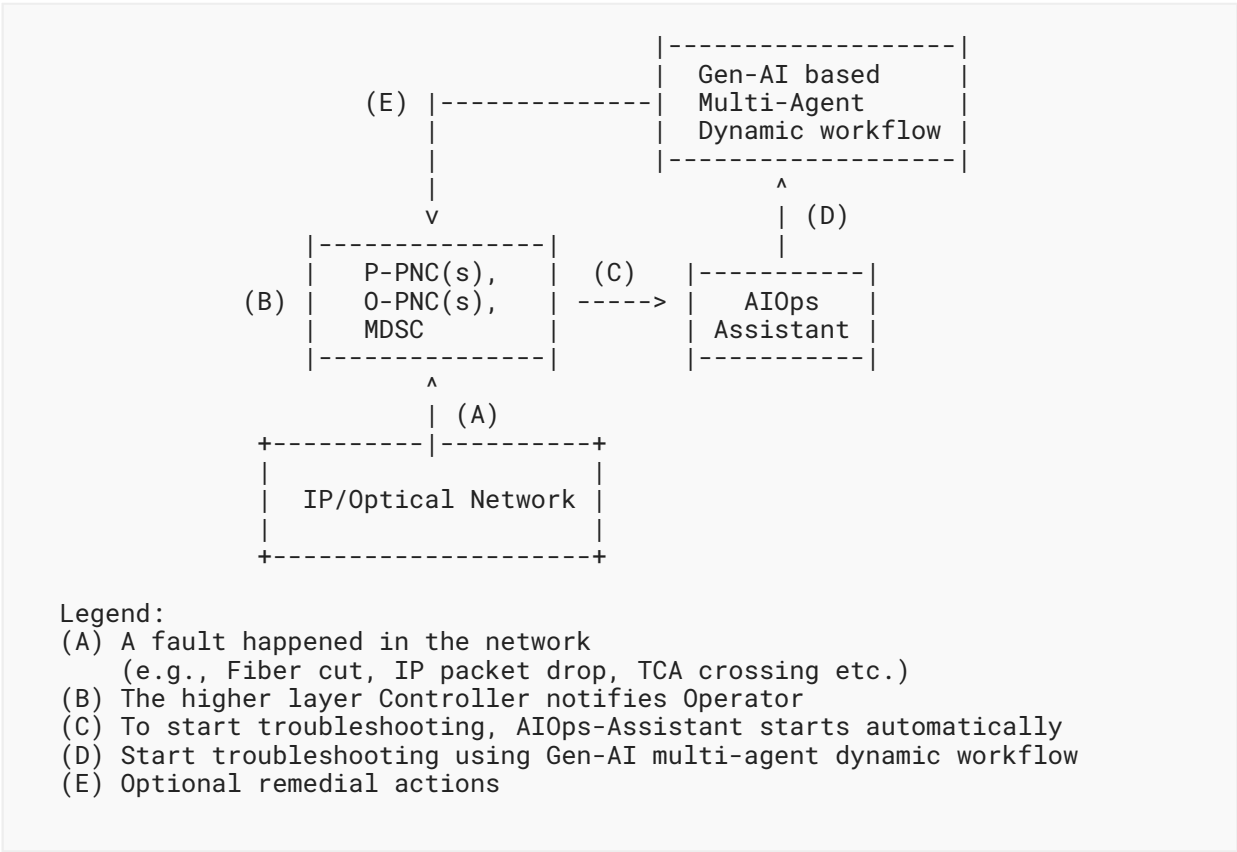 |-------------------|
                                       |  Gen-AI based     |
                    (E) |--------------|  Multi-Agent      |
                        |              |  Dynamic workflow |
                        |              |-------------------|
                        |                      ^
                        v                      | (D)
                |---------------|              |
                |   P-PNC(s),   |  (C)   |-----------|
            (B) |   O-PNC(s),   | -----> |   AIOps   |
                |   MDSC        |        | Assistant |
                |---------------|        |-----------|
                        ^
                        | (A)
             +----------|----------+
             |                     |
             |  IP/Optical Network |
             |                     |
             +---------------------+
Legend:
(A) A fault happened in the network
    (e.g., Fiber cut, IP packet drop, TCA crossing etc.)
(B) The higher layer Controller notifies Operator
(C) To start troubleshooting, AIOps-Assistant starts automatically
(D) Start troubleshooting using Gen-AI multi-agent dynamic workflow
(E) Optional remedial actions